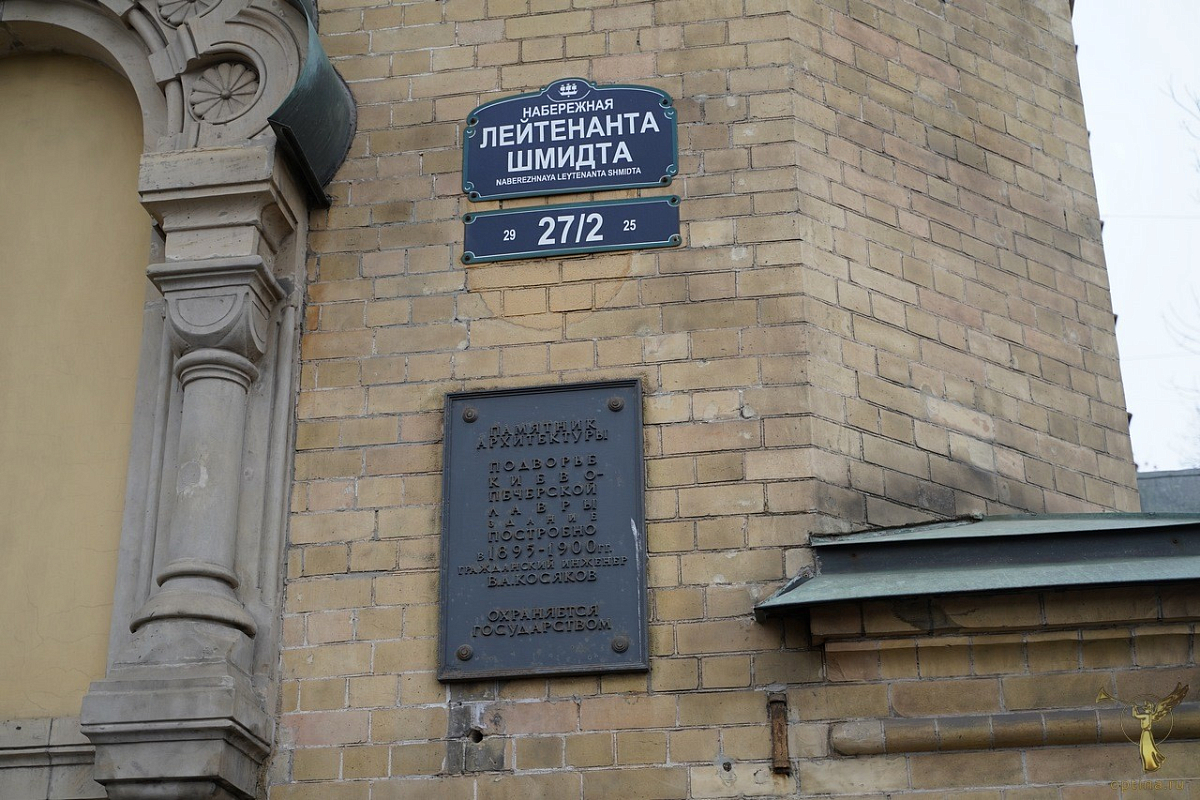 НАБЕРЕЖНАЯ
ЛЕЙТЕНАНТА
ШМИДТА
NABEREZHNAYA LEYTENANTA SHMIDTA
29 27/2 25
ПАМЯТНИК
АРХИТЕКТУРЫ
ПОДВОРЬЕ
КИЕВО-
ПЕЧЕРСКОЙ
ЛАВРЫ
ЗДАНИЕ
ПОСТРОЕНО
В 1895-1900 ГГ.
ГРАЖДАНСКИЙ ИНЖЕНЕР
В.А.КОСЯКОВ
ОХРАНЯЕТСЯ
ГОСУДАРСТВОМ